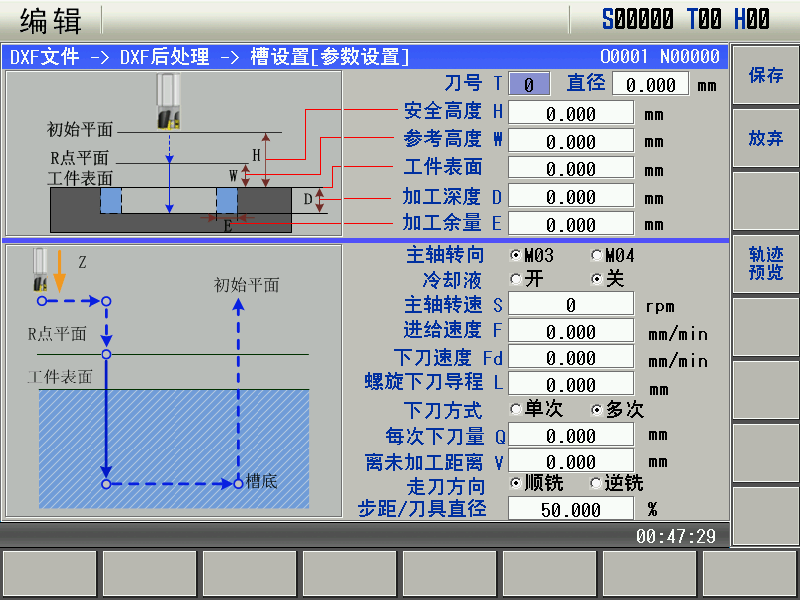 编辑 S00000 T00 H00
DXF文件 -> DXF后处理 -> 槽设置[参数设置] O0001 N00000
保存
放弃
轨迹
预览
初始平面
R点平面
工件表面
H
W
D
E
刀号 T 0 直径 0.000 mm
安全高度 H 0.000 mm
参考高度 W 0.000 mm
工件表面 0.000 mm
加工深度 D 0.000 mm
加工余量 E 0.000 mm
Z
初始平面
R点平面
工件表面
槽底
主轴转向 M03 M04
冷却液 开 关
主轴转速 S 0 rpm
进给速度 F 0.000 mm/min
下刀速度 Fd 0.000 mm/min
螺旋下刀导程 L 0.000 mm
下刀方式 单次 多次
每次下刀量 Q 0.000 mm
离未加工距离 V 0.000 mm
走刀方向 顺铣 逆铣
步距/刀具直径 50.000 %
00:47:29